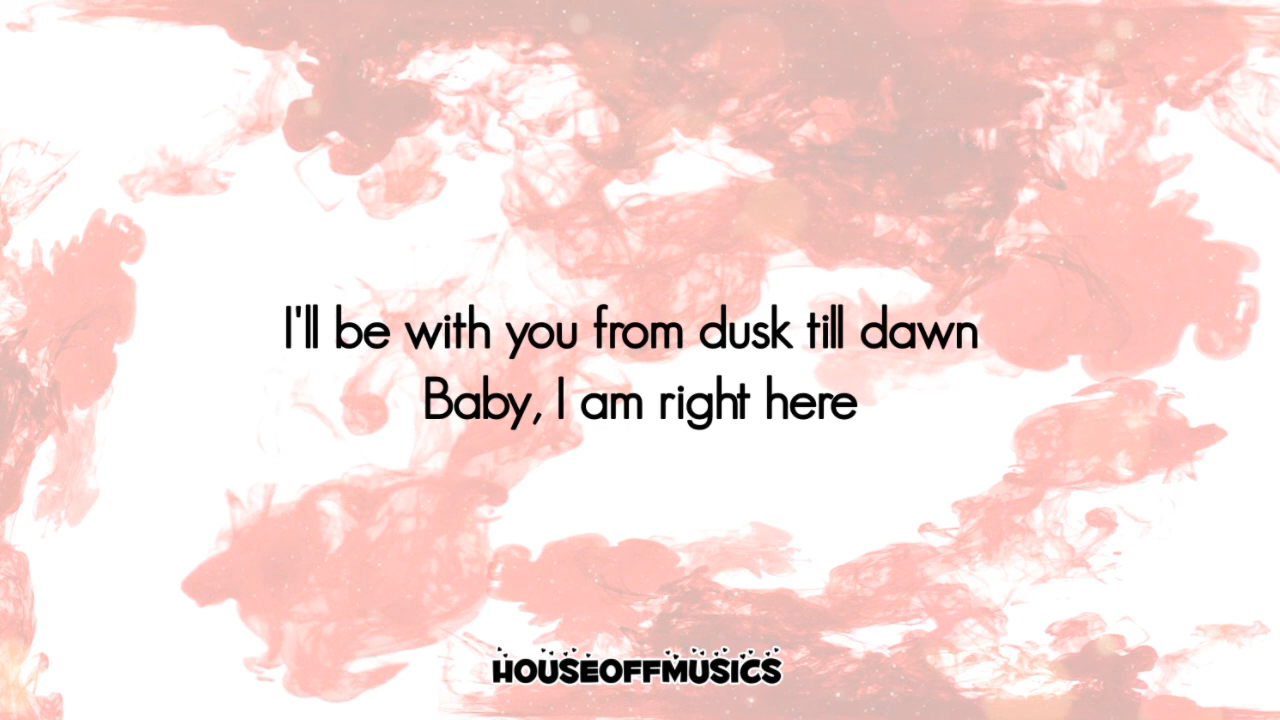 I'll be with you from dusk till dawn
Baby, I am right here
HOUSEOFFMUSICS